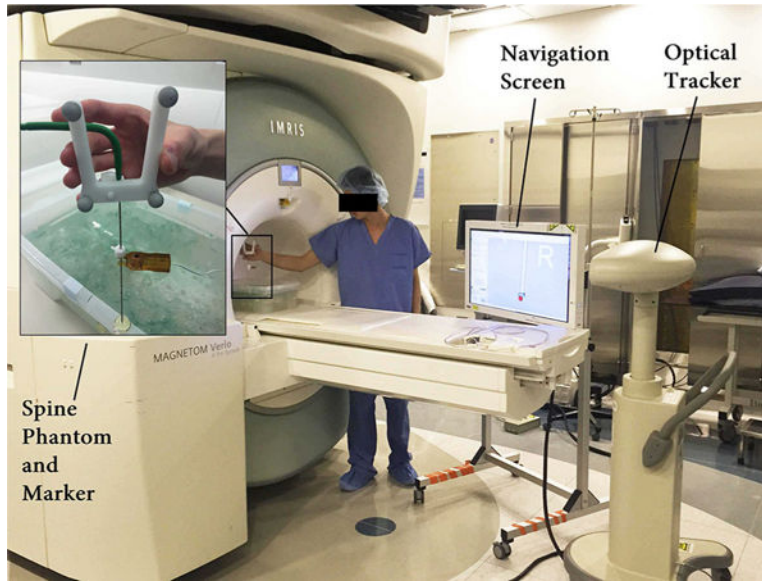 Navigation
Screen
Optical
Tracker
IMRIS
R
MAGNETOM Verio
Spine
Phantom
and
Marker